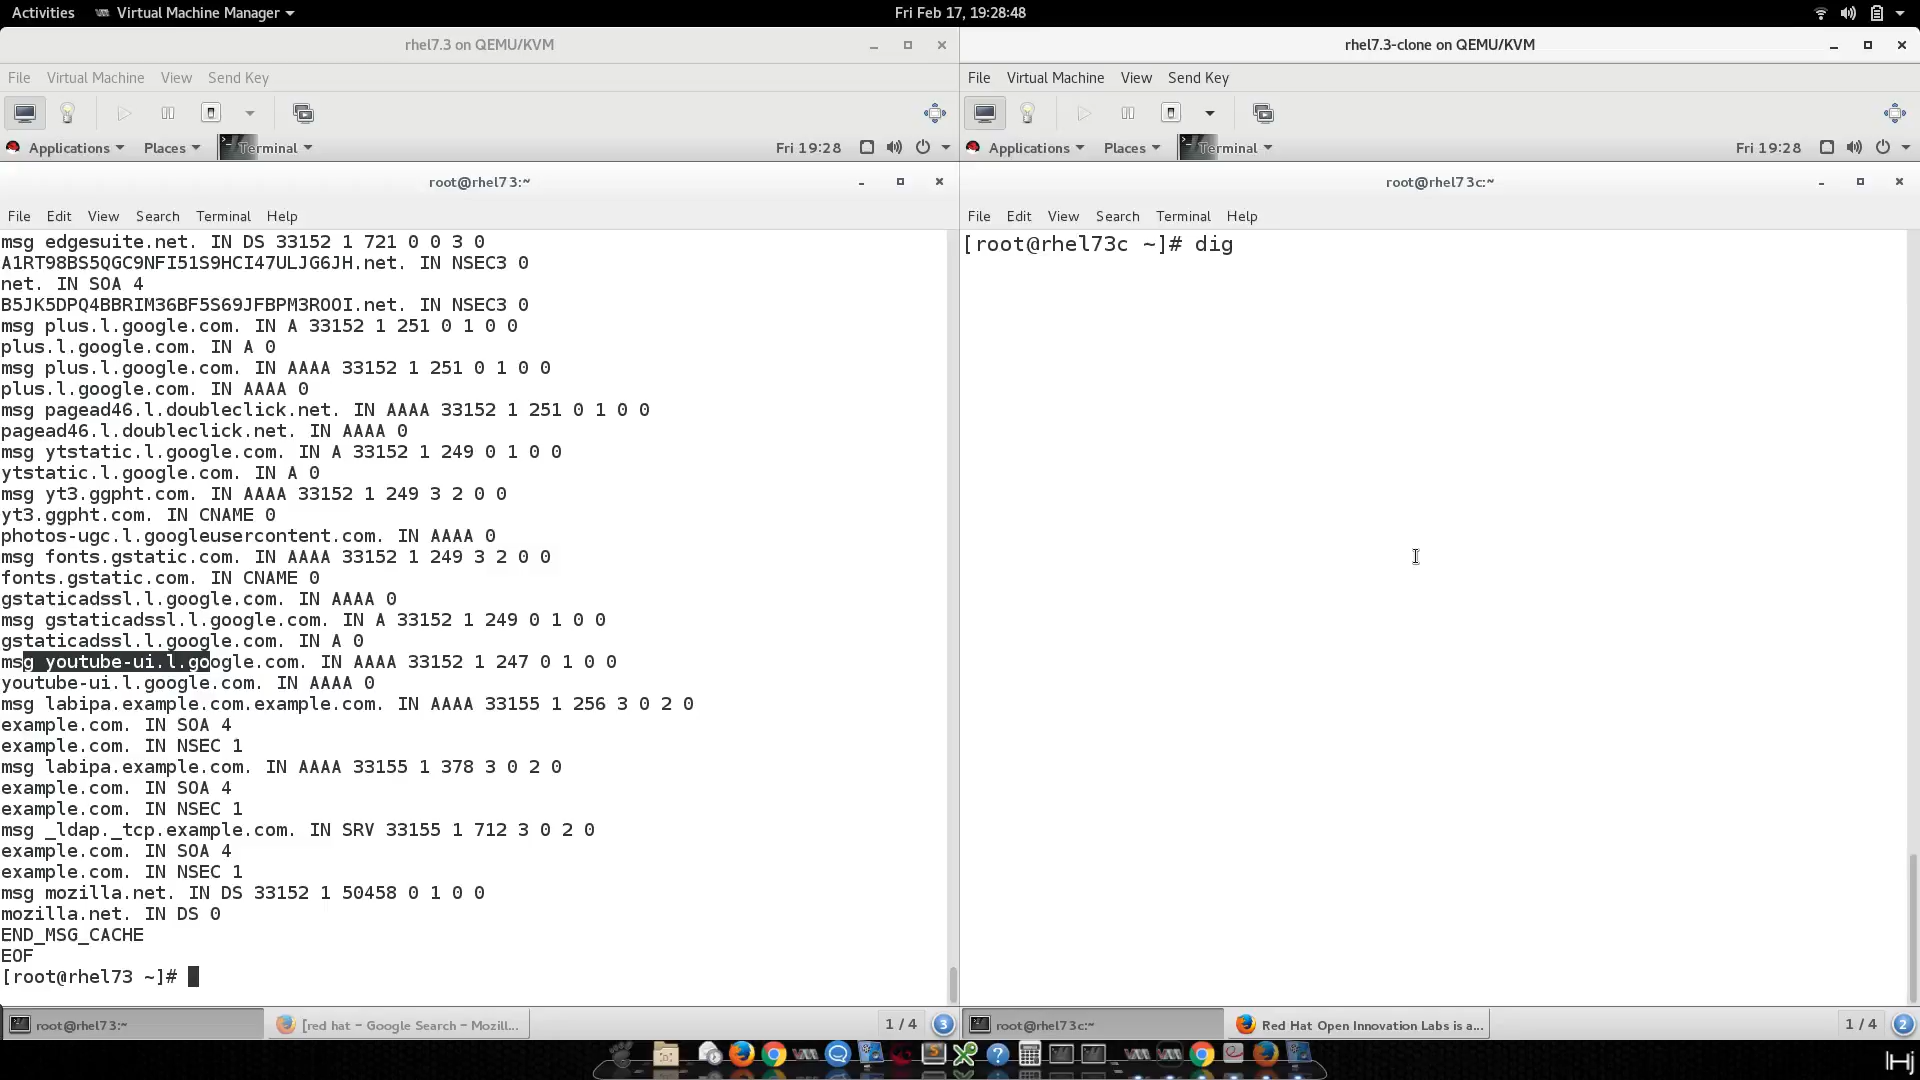 Activities Virtual Machine Manager Fri Feb 17, 19:28:48
rhel7.3 on QEMU/KVM
File Virtual Machine View Send Key
Applications Places Terminal Fri 19:28
root@rhel73:~
File Edit View Search Terminal Help
msg edgesuite.net. IN DS 33152 1 721 0 0 3 0
A1RT98BS5QGC9NFI51S9HCI47ULJG6JH.net. IN NSEC3 0
net. IN SOA 4
B5JK5DPQ4BBRIM36BF5S69JFBPM3ROOI.net. IN NSEC3 0
msg plus.l.google.com. IN A 33152 1 251 0 1 0 0
plus.l.google.com. IN A 0
msg plus.l.google.com. IN AAAA 33152 1 251 0 1 0 0
plus.l.google.com. IN AAAA 0
msg pagead46.l.doubleclick.net. IN AAAA 33152 1 251 0 1 0 0
pagead46.l.doubleclick.net. IN AAAA 0
msg ytstatic.l.google.com. IN A 33152 1 249 0 1 0 0
ytstatic.l.google.com. IN A 0
msg yt3.ggpht.com. IN AAAA 33152 1 249 3 2 0 0
yt3.ggpht.com. IN CNAME 0
photos-ugc.l.googleusercontent.com. IN AAAA 0
msg fonts.gstatic.com. IN AAAA 33152 1 249 3 2 0 0
fonts.gstatic.com. IN CNAME 0
gstaticadssl.l.google.com. IN AAAA 0
msg gstaticadssl.l.google.com. IN A 33152 1 249 0 1 0 0
gstaticadssl.l.google.com. IN A 0
msg youtube-ui.l.google.com. IN AAAA 33152 1 247 0 1 0 0
youtube-ui.l.google.com. IN AAAA 0
msg labipa.example.com.example.com. IN AAAA 33155 1 256 3 0 2 0
example.com. IN SOA 4
example.com. IN NSEC 1
msg labipa.example.com. IN AAAA 33155 1 378 3 0 2 0
example.com. IN SOA 4
example.com. IN NSEC 1
msg _ldap._tcp.example.com. IN SRV 33155 1 712 3 0 2 0
example.com. IN SOA 4
example.com. IN NSEC 1
msg mozilla.net. IN DS 33152 1 50458 0 1 0 0
mozilla.net. IN DS 0
END_MSG_CACHE
EOF
[root@rhel73 ~]#
root@rhel73:~ [red hat - Google Search - Mozill... 1 / 4 3
rhel7.3-clone on QEMU/KVM
File Virtual Machine View Send Key
Applications Places Terminal Fri 19:28
root@rhel73c:~
File Edit View Search Terminal Help
[root@rhel73c ~]# dig
root@rhel73c:~ Red Hat Open Innovation Labs is a... 1 / 4 2